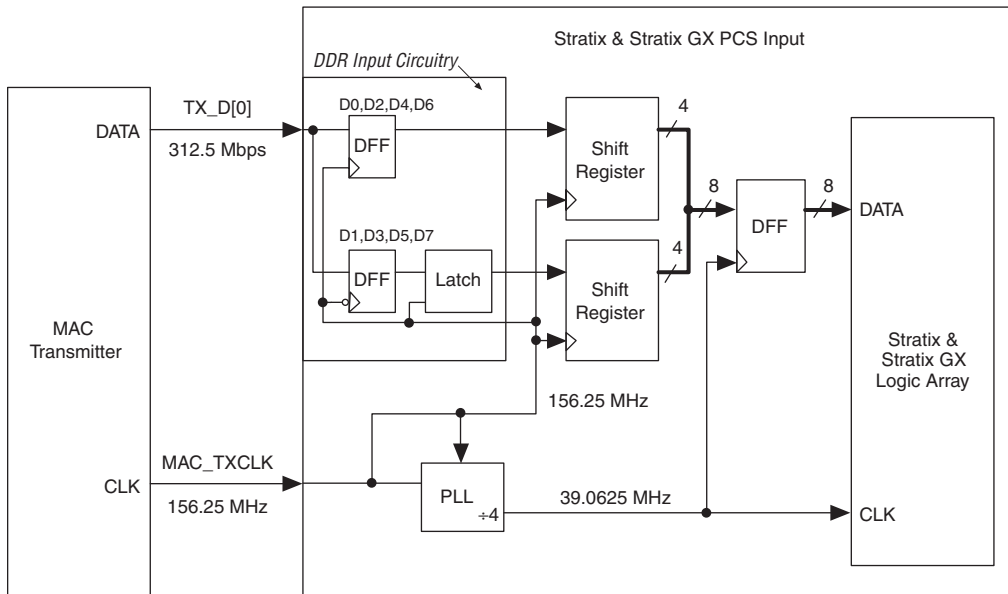 Stratix & Stratix GX PCS Input
DDR Input Circuitry
TX_D[0]
DATA
312.5 Mbps
D0,D2,D4,D6
DFF
Shift
Register
4
D1,D3,D5,D7
DFF
Latch
Shift
Register
4
8
DFF
8
DATA
MAC
Transmitter
Stratix &
Stratix GX
Logic Array
156.25 MHz
MAC_TXCLK
CLK
156.25 MHz
PLL
÷4
39.0625 MHz
CLK